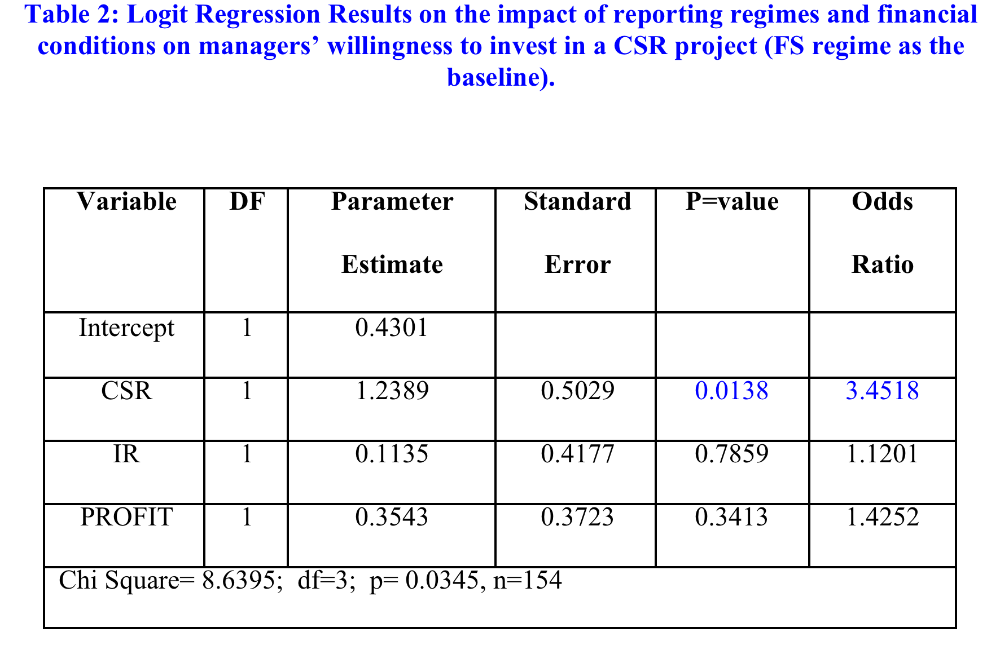 Table 2: Logit Regression Results on the impact of reporting regimes and financial
conditions on managers’ willingness to invest in a CSR project (FS regime as the
baseline).
Variable DF Parameter Estimate Standard Error P=value Odds Ratio
Intercept 1 0.4301
CSR 1 1.2389 0.5029 0.0138 3.4518
IR 1 0.1135 0.4177 0.7859 1.1201
PROFIT 1 0.3543 0.3723 0.3413 1.4252
Chi Square= 8.6395; df=3; p= 0.0345, n=154